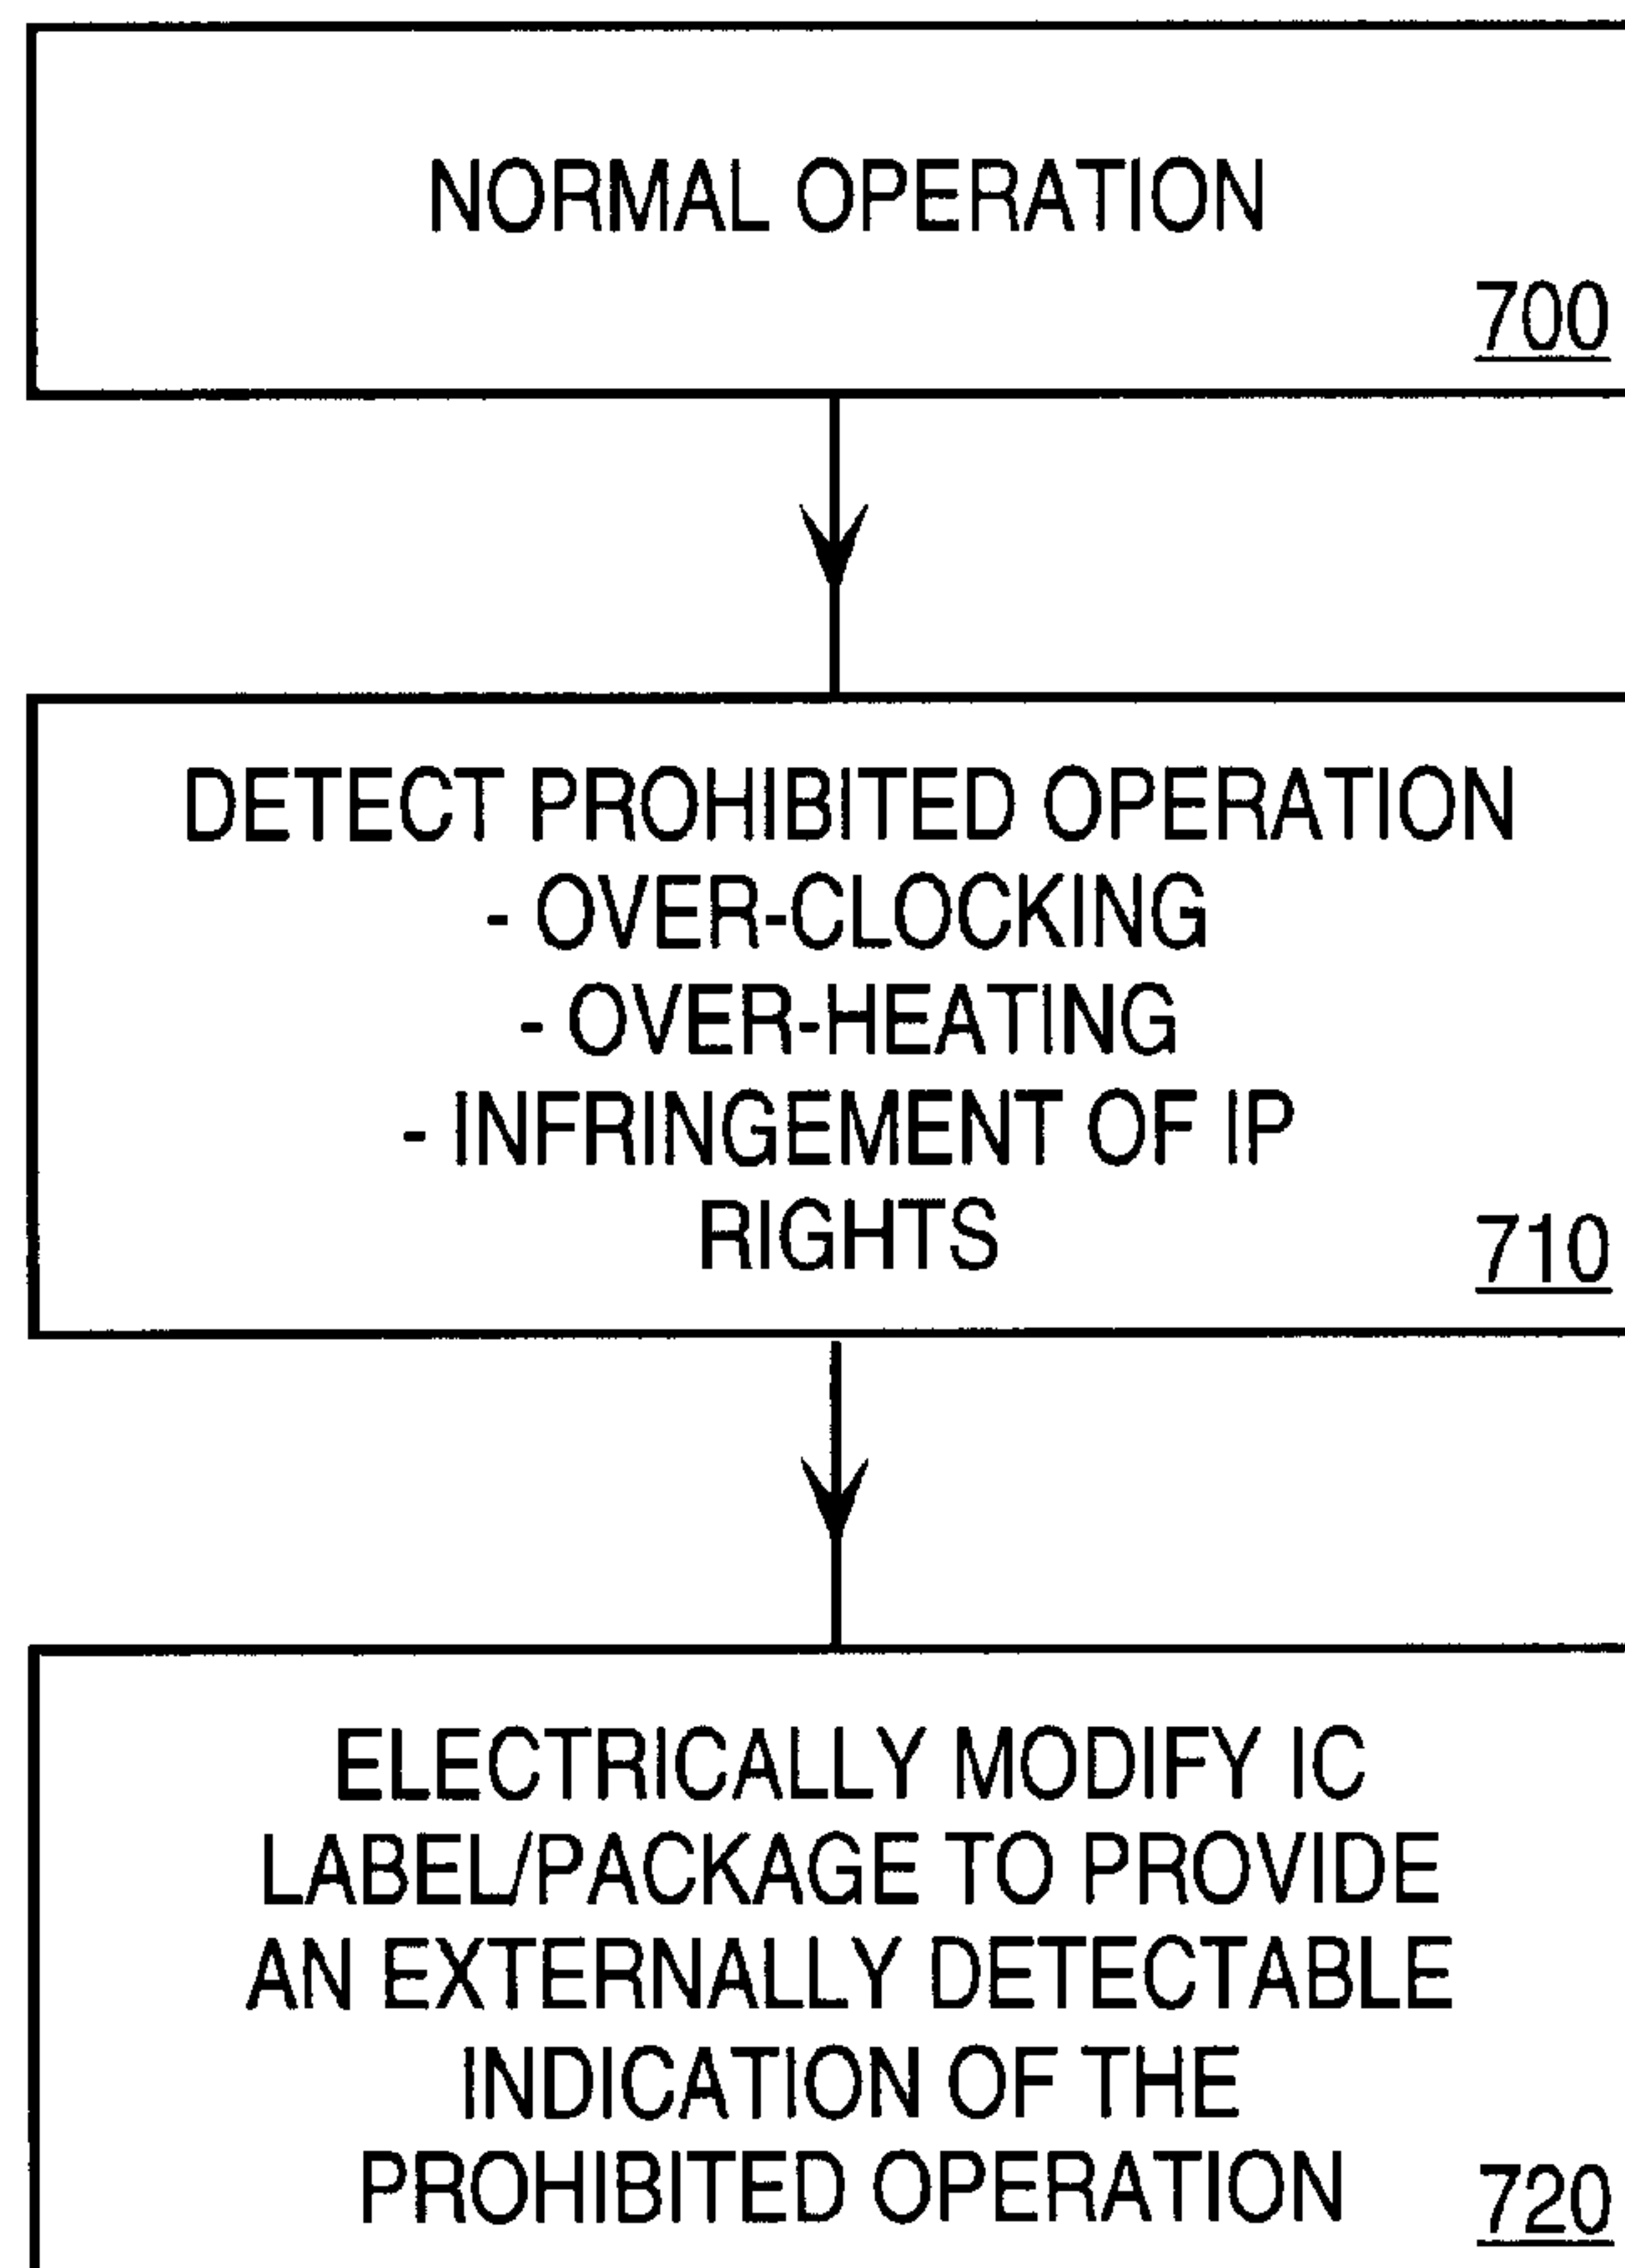 NORMAL OPERATION
700
DETECT PROHIBITED OPERATION
- OVER-CLOCKING
- OVER-HEATING
- INFRINGEMENT OF IP
RIGHTS
710
ELECTRICALLY MODIFY IC
LABEL/PACKAGE TO PROVIDE
AN EXTERNALLY DETECTABLE
INDICATION OF THE
PROHIBITED OPERATION
720